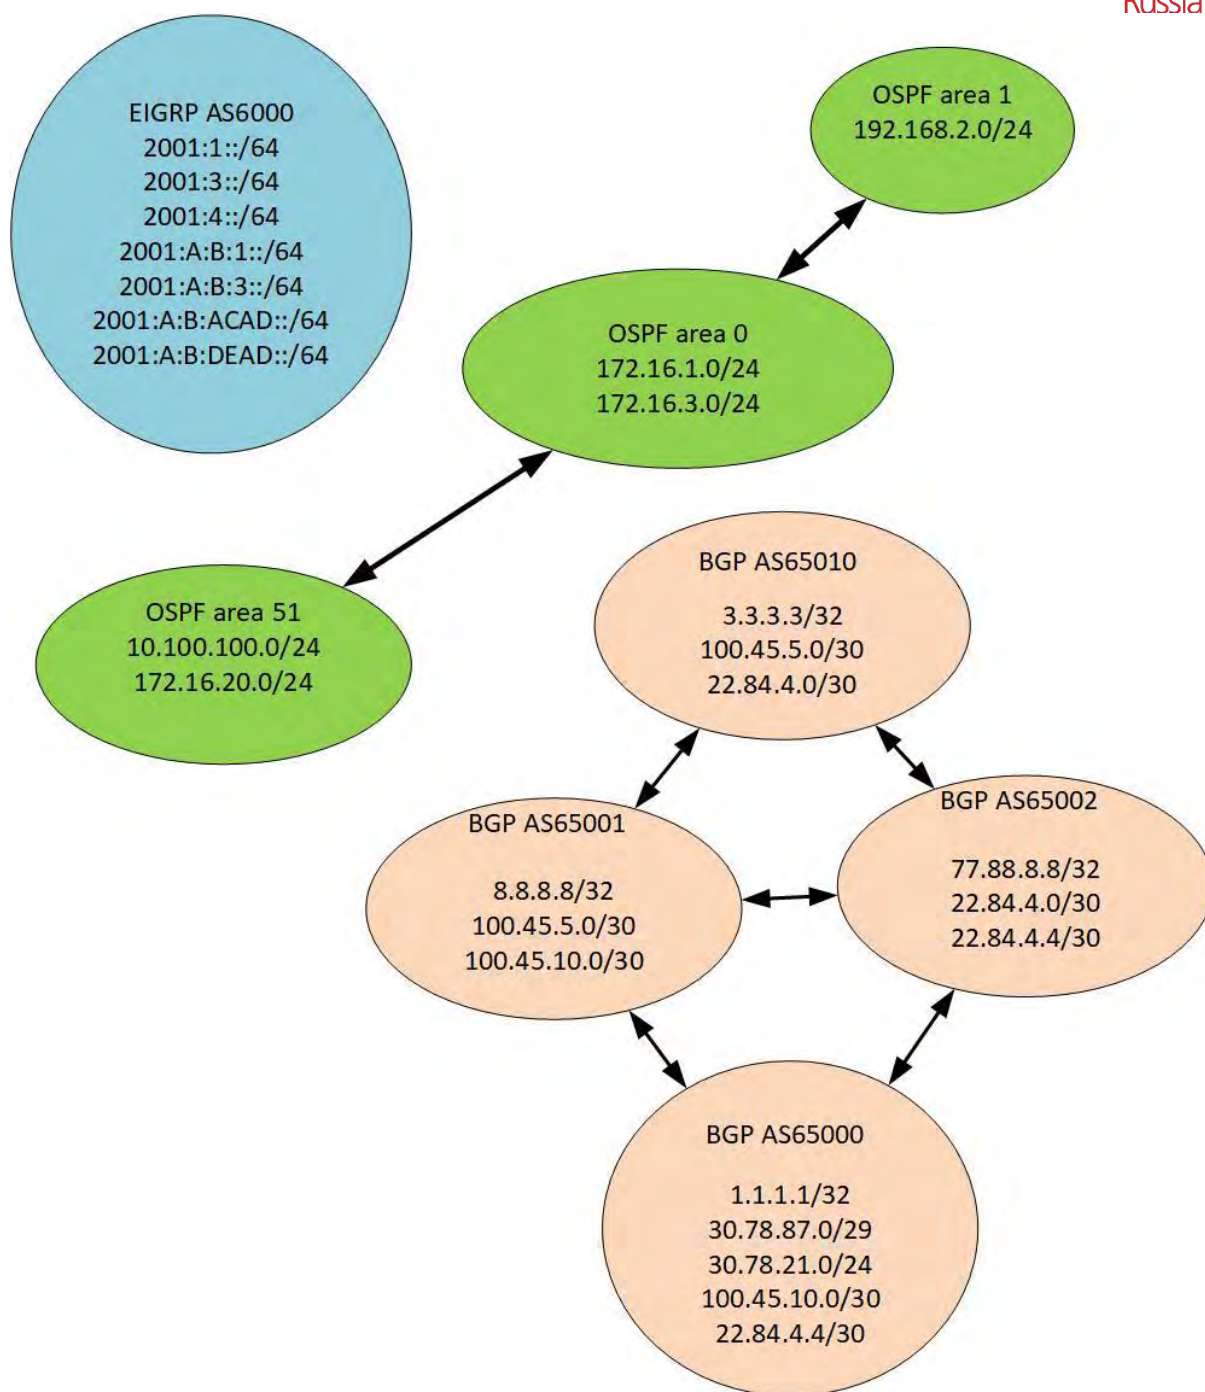 Russia
EIGRP AS6000
2001:1::/64
2001:3::/64
2001:4::/64
2001:A:B:1::/64
2001:A:B:3::/64
2001:A:B:ACAD::/64
2001:A:B:DEAD::/64
OSPF area 1
192.168.2.0/24
OSPF area 0
172.16.1.0/24
172.16.3.0/24
OSPF area 51
10.100.100.0/24
172.16.20.0/24
BGP AS65010
3.3.3.3/32
100.45.5.0/30
22.84.4.0/30
BGP AS65001
8.8.8.8/32
100.45.5.0/30
100.45.10.0/30
BGP AS65002
77.88.8.8/32
22.84.4.0/30
22.84.4.4/30
BGP AS65000
1.1.1.1/32
30.78.87.0/29
30.78.21.0/24
100.45.10.0/30
22.84.4.4/30